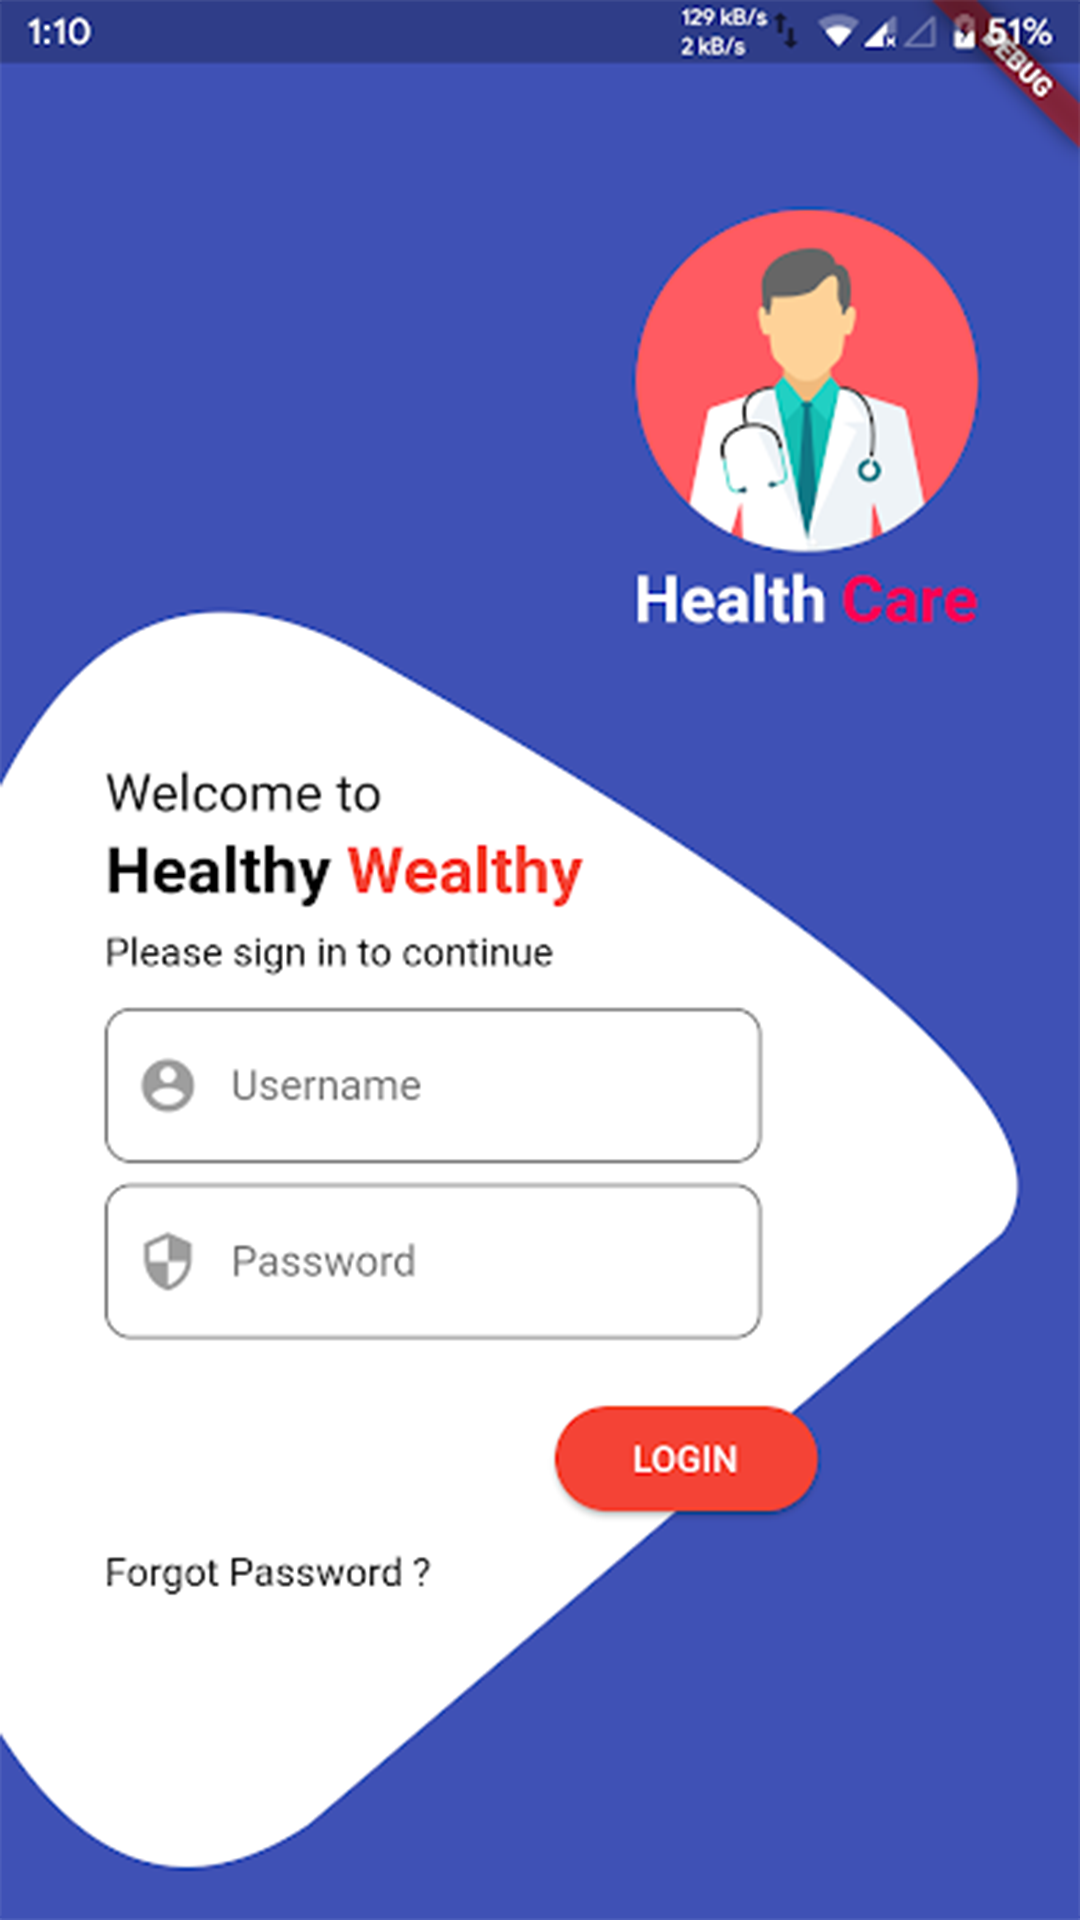 1:10
129 kB/s
2 kB/s
51%
DEBUG
Health Care
Welcome to
Healthy Wealthy
Please sign in to continue
Username
Password
LOGIN
Forgot Password ?